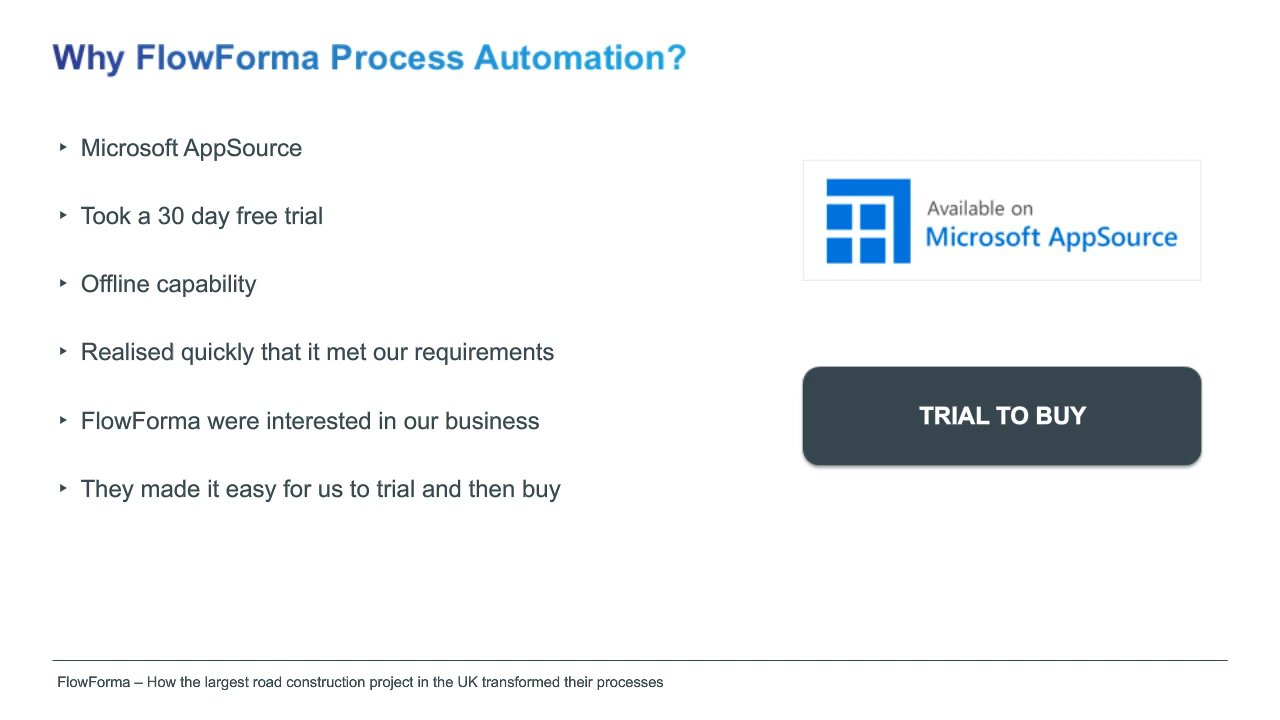 Why FlowForma Process Automation?
Microsoft AppSource
Took a 30 day free trial
Offline capability
Realised quickly that it met our requirements
FlowForma were interested in our business
They made it easy for us to trial and then buy
Available on
Microsoft AppSource
TRIAL TO BUY
FlowForma – How the largest road construction project in the UK transformed their processes